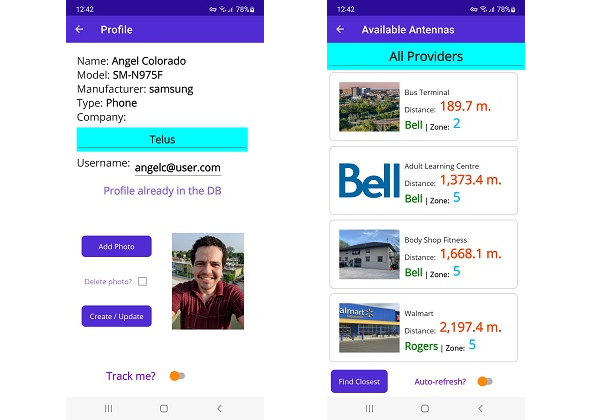 12:42
78%
Profile
Name: Angel Colorado
Model: SM-N975F
Manufacturer: samsung
Type: Phone
Company:
Telus
Username: angelc@user.com
Profile already in the DB
Add Photo
Delete photo?
Create / Update
Track me?
12:42
78%
Available Antennas
All Providers
Bus Terminal
Distance: 189.7 m.
Bell | Zone: 2
Bell
Adult Learning Centre
Distance: 1,373.4 m.
Bell | Zone: 5
Body Shop Fitness
Distance: 1,668.1 m.
Bell | Zone: 5
almart
Walmart
Distance: 2,197.4 m.
Rogers | Zone: 5
Find Closest
Auto-refresh?